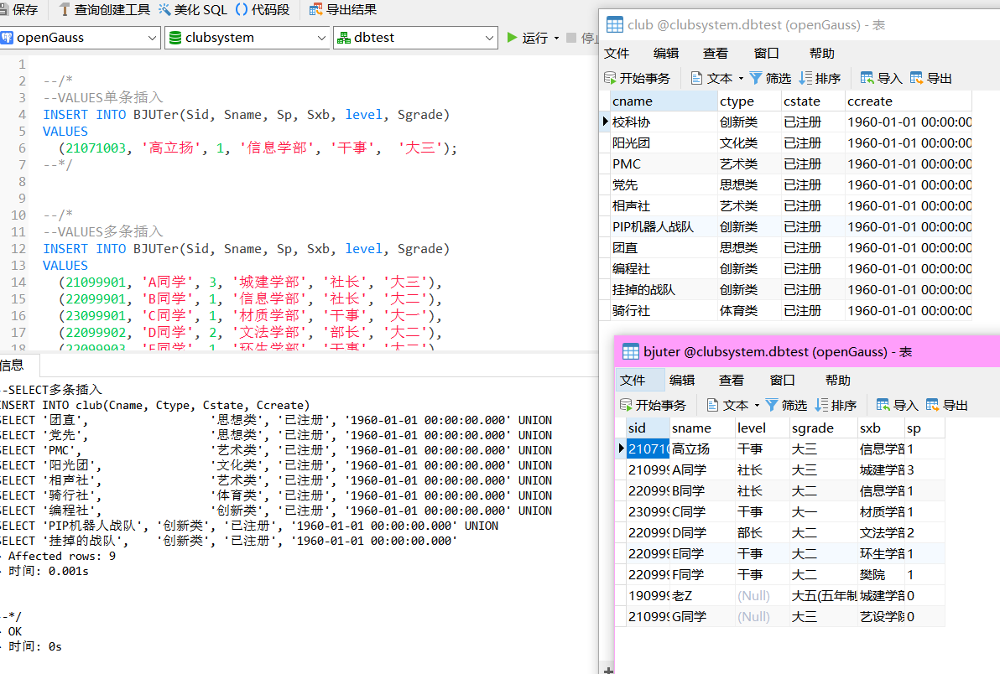 保存 查询创建工具 美化 SQL () 代码段 导出结果
openGauss clubsystem dbtest 运行 停止
1
2 --/*
3 --VALUES单条插入
4 INSERT INTO BJUTer(Sid, Sname, Sp, Sxb, level, Sgrade)
5 VALUES
6 (21071003, '高立扬', 1, '信息学部', '干事', '大三');
7 --*/
8
9
10 --/*
11 --VALUES多条插入
12 INSERT INTO BJUTer(Sid, Sname, Sp, Sxb, level, Sgrade)
13 VALUES
14 (21099901, 'A同学', 3, '城建学部', '社长', '大三'),
15 (22099901, 'B同学', 1, '信息学部', '社长', '大二'),
16 (23099901, 'C同学', 1, '材质学部', '干事', '大一'),
17 (22099902, 'D同学', 2, '文法学部', '部长', '大二'),
18 (22099903, 'E同学', 1, '环生学部', '干事', '大二'),
信息
--SELECT多条插入
INSERT INTO club(Cname, Ctype, Cstate, Ccreate)
SELECT '团直', '思想类', '已注册', '1960-01-01 00:00:00.000' UNION
SELECT '党先', '思想类', '已注册', '1960-01-01 00:00:00.000' UNION
SELECT 'PMC', '艺术类', '已注册', '1960-01-01 00:00:00.000' UNION
SELECT '阳光团', '文化类', '已注册', '1960-01-01 00:00:00.000' UNION
SELECT '相声社', '艺术类', '已注册', '1960-01-01 00:00:00.000' UNION
SELECT '骑行社', '体育类', '已注册', '1960-01-01 00:00:00.000' UNION
SELECT '编程社', '创新类', '已注册', '1960-01-01 00:00:00.000' UNION
SELECT 'PIP机器人战队', '创新类', '已注册', '1960-01-01 00:00:00.000' UNION
SELECT '挂掉的战队', '创新类', '已注册', '1960-01-01 00:00:00.000'
> Affected rows: 9
> 时间: 0.001s
--*/
> OK
> 时间: 0s
club @clubsystem.dbtest (openGauss) - 表
文件 编辑 查看 窗口 帮助
开始事务 文本 筛选 排序 导入 导出
cname ctype cstate ccreate
校科协 创新类 已注册 1960-01-01 00:00:00
阳光团 文化类 已注册 1960-01-01 00:00:00
PMC 艺术类 已注册 1960-01-01 00:00:00
党先 思想类 已注册 1960-01-01 00:00:00
相声社 艺术类 已注册 1960-01-01 00:00:00
PIP机器人战队 创新类 已注册 1960-01-01 00:00:00
团直 思想类 已注册 1960-01-01 00:00:00
编程社 创新类 已注册 1960-01-01 00:00:00
挂掉的战队 创新类 已注册 1960-01-01 00:00:00
骑行社 体育类 已注册 1960-01-01 00:00:00
bjuter @clubsystem.dbtest (openGauss) - 表
文件 编辑 查看 窗口 帮助
开始事务 文本 筛选 排序 导入 导出
sid sname level sgrade sxb sp
210710 高立扬 干事 大三 信息学部 1
210999 A同学 社长 大三 城建学部 3
220999 B同学 社长 大二 信息学部 1
230999 C同学 干事 大一 材质学部 1
220999 D同学 部长 大二 文法学部 2
220999 E同学 干事 大二 环生学部 1
220999 F同学 干事 大二 樊院 1
190999 老Z (Null) 大五(五年制 城建学部 0
210999 G同学 (Null) 大三 艺设学院 0